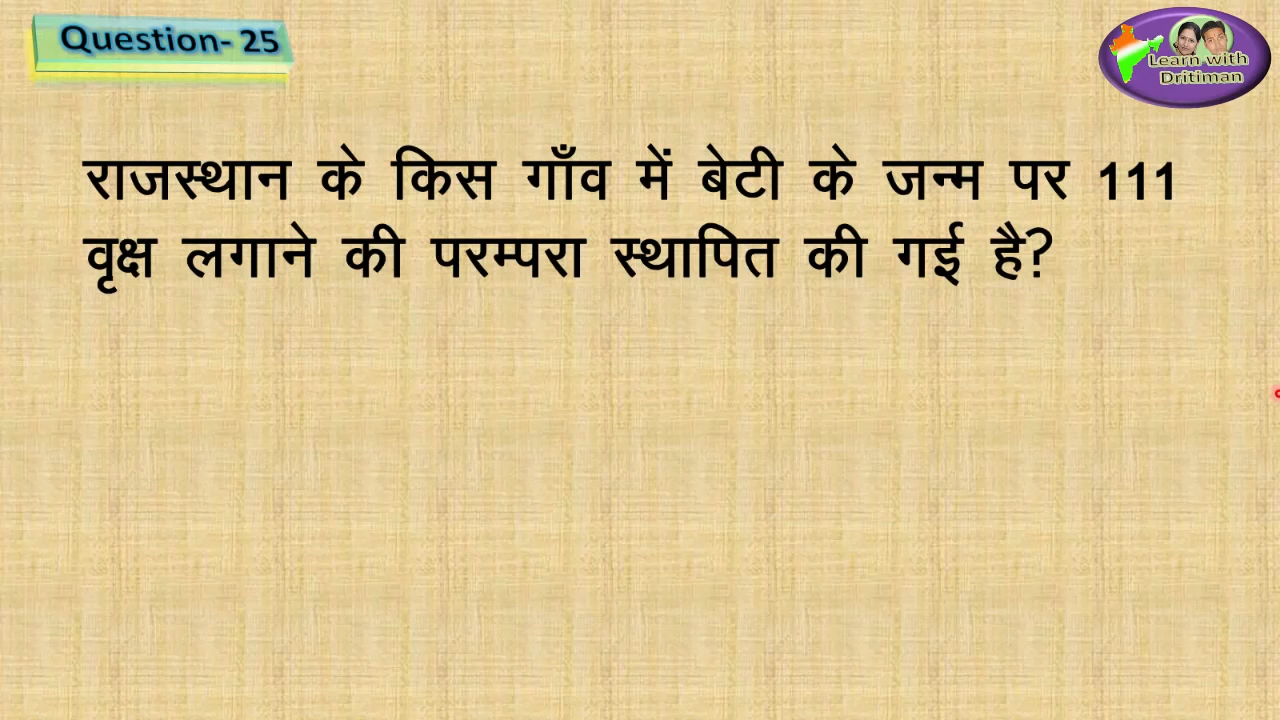 Question- 25
Learn with
Dritiman
राजस्थान के किस गाँव में बेटी के जन्म पर 111
वृक्ष लगाने की परम्परा स्थापित की गई है?